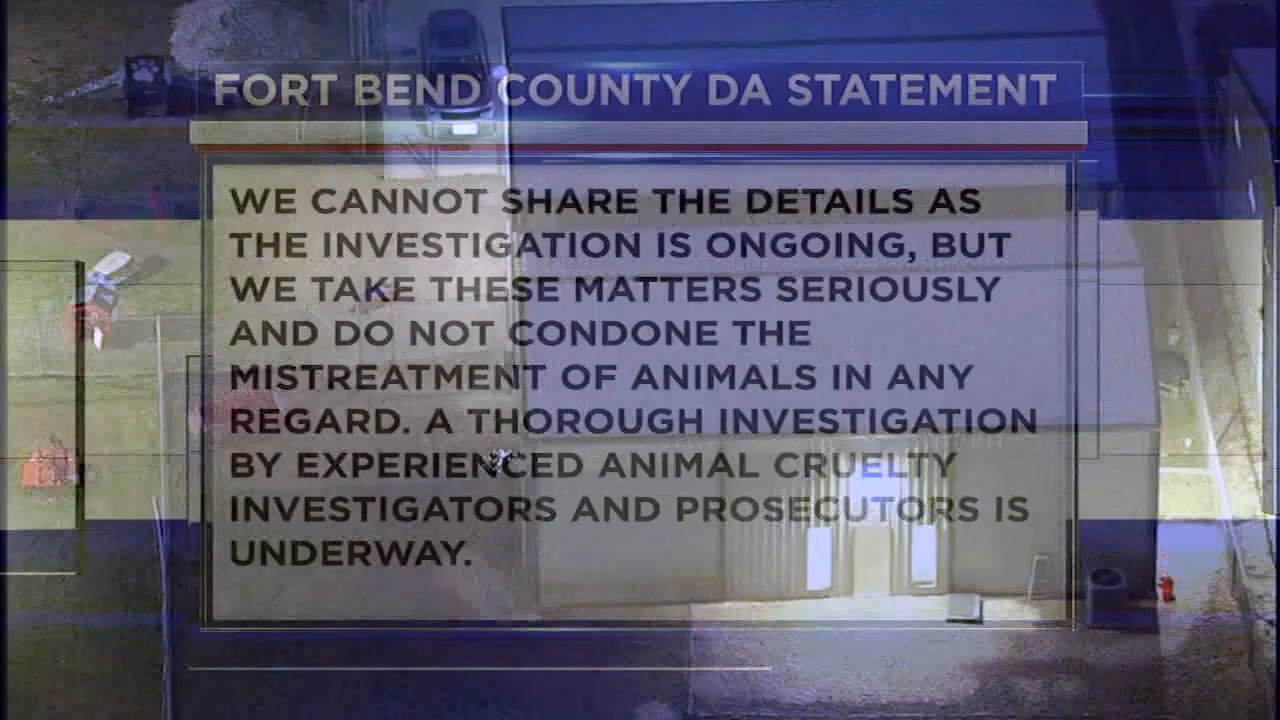 FORT BEND COUNTY DA STATEMENT
WE CANNOT SHARE THE DETAILS AS
THE INVESTIGATION IS ONGOING, BUT
WE TAKE THESE MATTERS SERIOUSLY
AND DO NOT CONDONE THE
MISTREATMENT OF ANIMALS IN ANY
REGARD. A THOROUGH INVESTIGATION
BY EXPERIENCED ANIMAL CRUELTY
INVESTIGATORS AND PROSECUTORS IS
UNDERWAY.